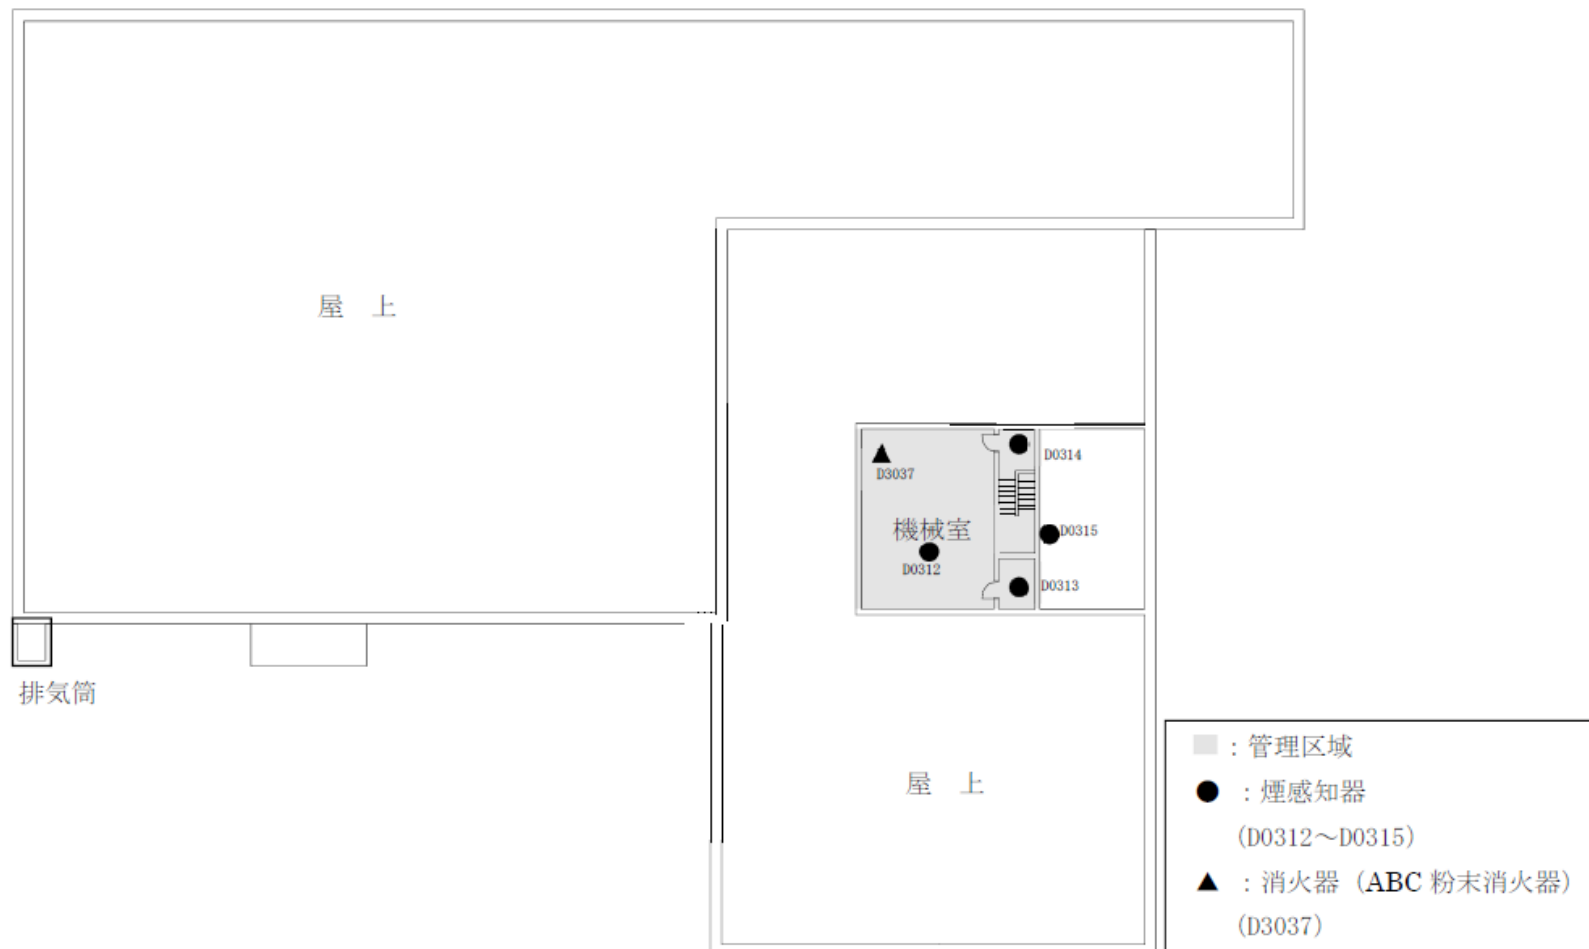 屋 上
D0314
D3037
機械室
D0315
D0312
D0313
排気筒
屋 上
：管理区域
：煙感知器
(D0312～D0315)
：消火器（ABC 粉末消火器）
(D3037)